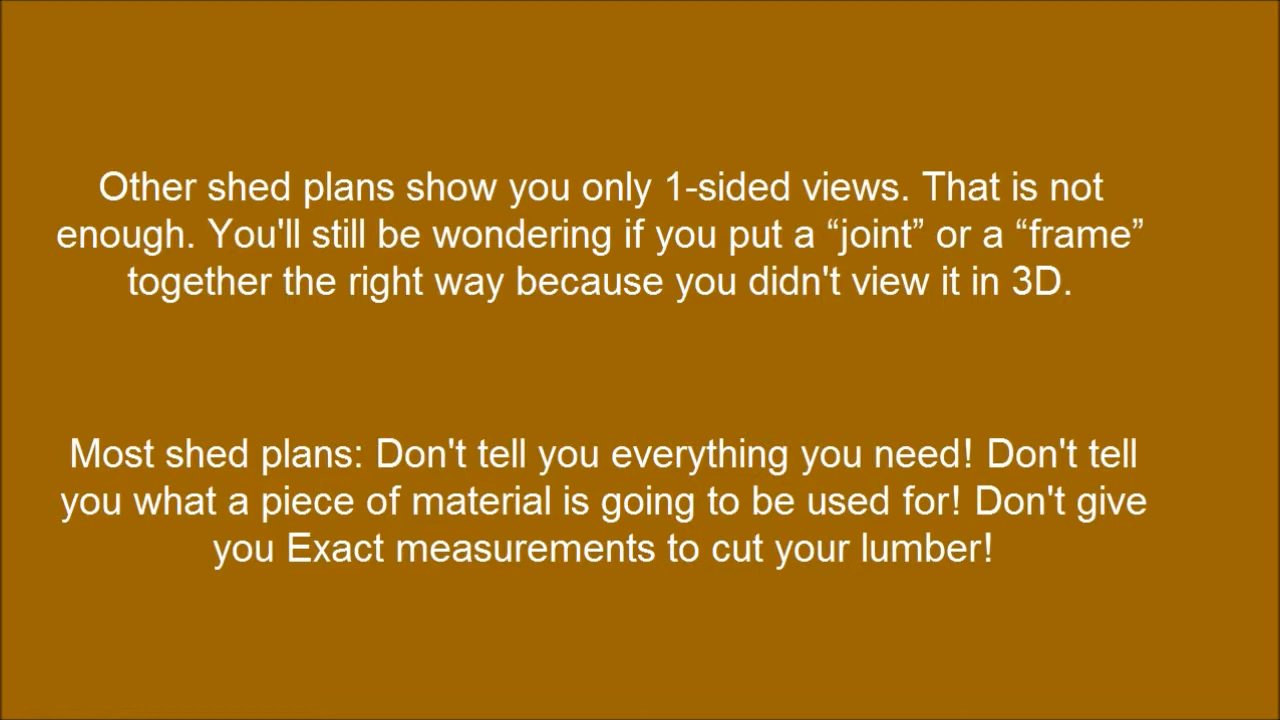 Other shed plans show you only 1-sided views. That is not
enough. You'll still be wondering if you put a “joint” or a “frame”
together the right way because you didn't view it in 3D.
Most shed plans: Don't tell you everything you need! Don't tell
you what a piece of material is going to be used for! Don't give
you Exact measurements to cut your lumber!